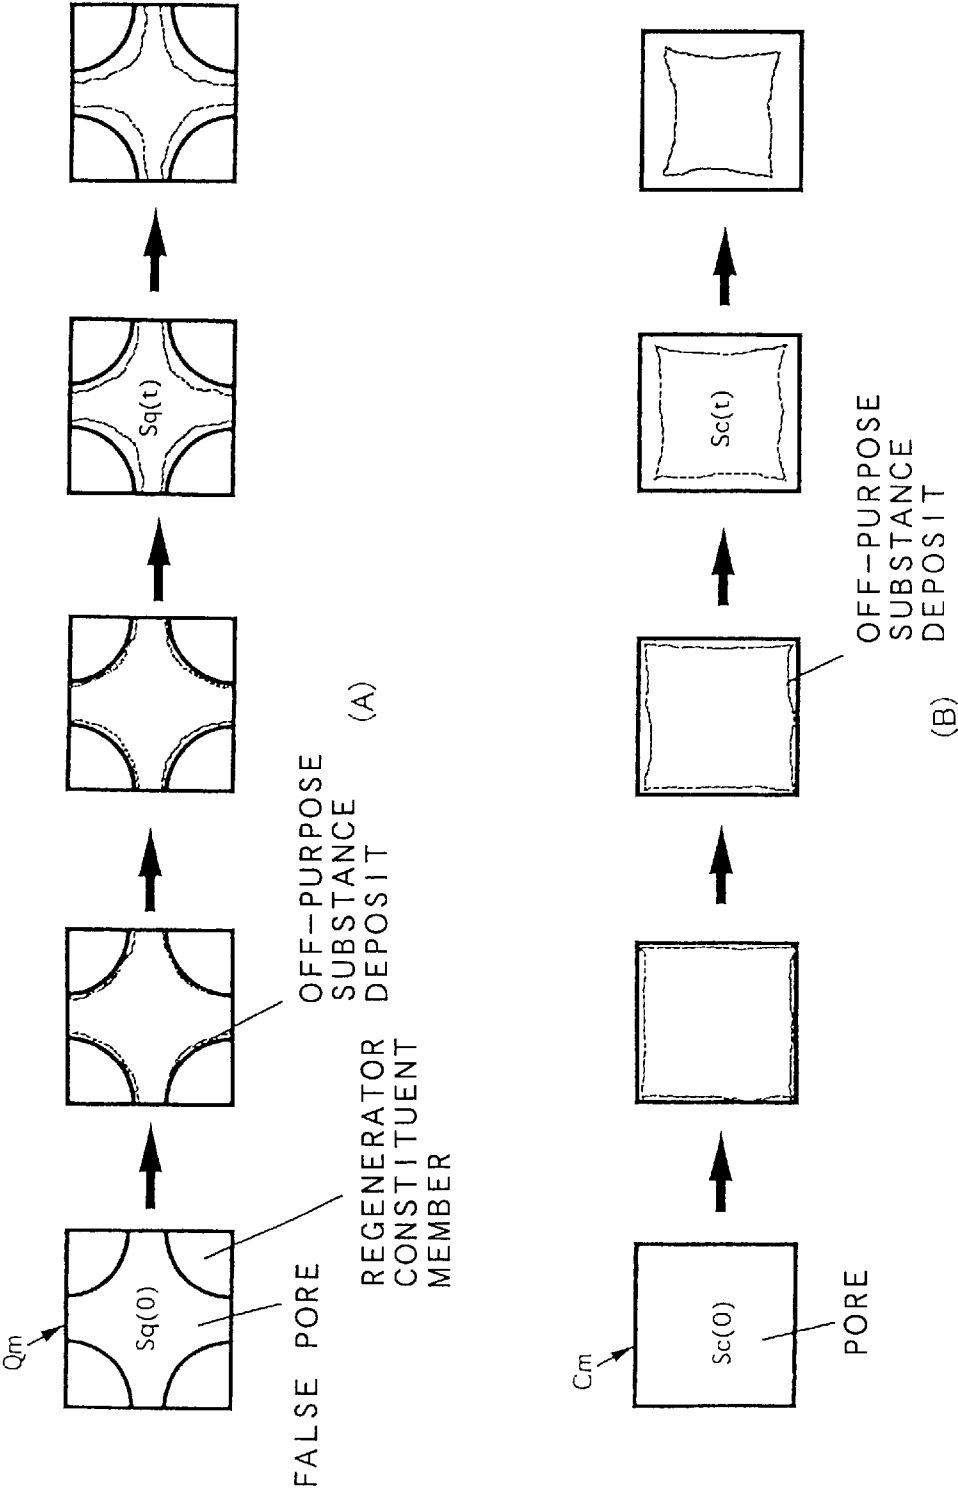 Qm
Sq(0)
Sq(t)
FALSE PORE
REGENERATOR
CONSTITUENT
MEMBER
OFF-PURPOSE
SUBSTANCE
DEPOSIT
(A)
Cm
Sc(0)
Sc(t)
PORE
OFF-PURPOSE
SUBSTANCE
DEPOSIT
(B)